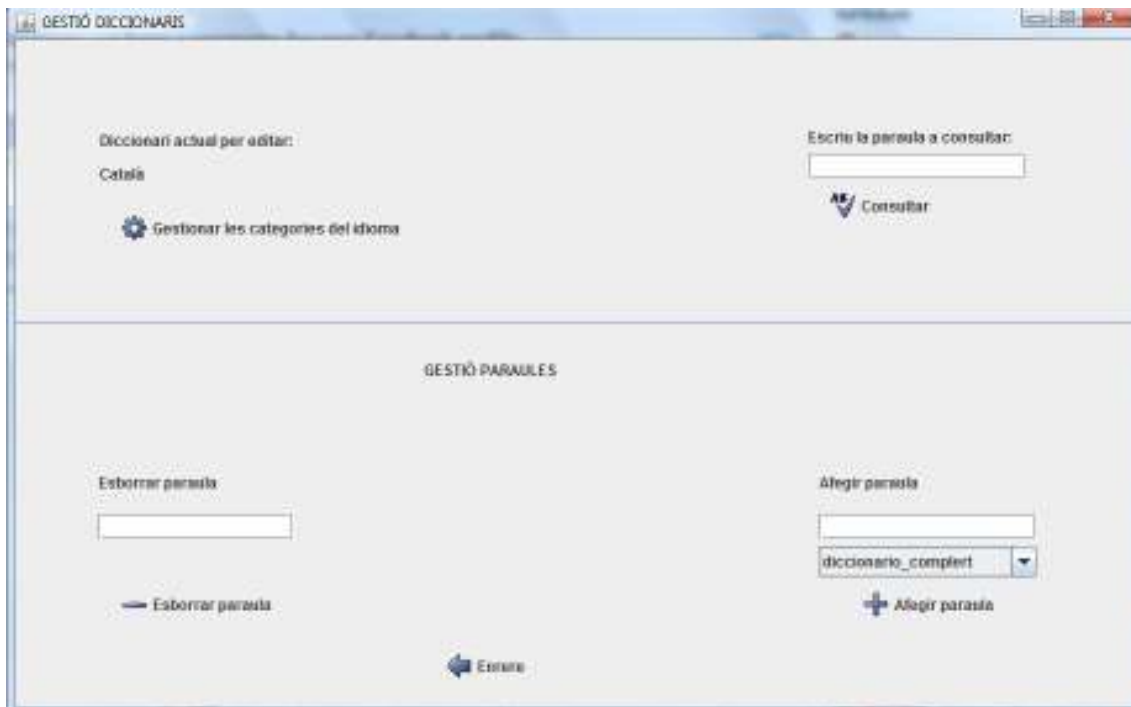 GESTIÓ DICCIONARIS
Diccionari actual per editar:
Català
Gestionar les categories del idioma
Escriu la paraula a consultar:
Consultar
GESTIÓ PARAULES
Esborrar paraula
Esborrar paraula
Afegir paraula
diccionario_complert
Afegir paraula
Enrere